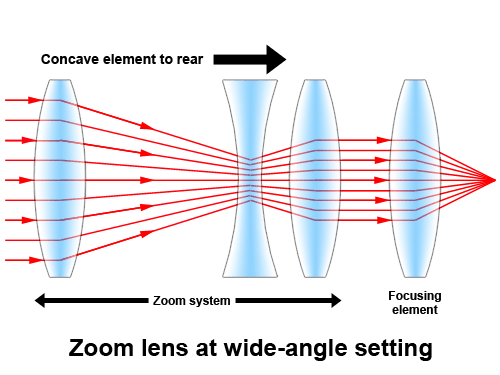 Concave element to rear
Zoom system
Focusing
element
Zoom lens at wide-angle setting